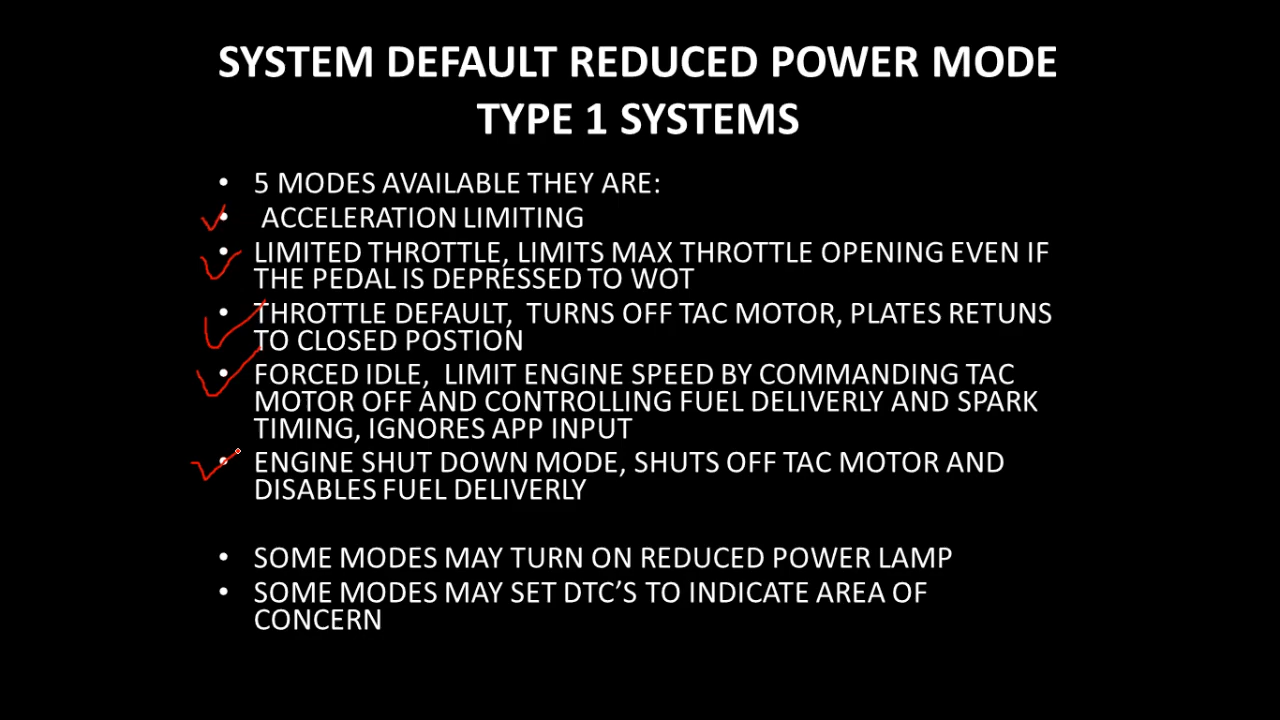 SYSTEM DEFAULT REDUCED POWER MODE
TYPE 1 SYSTEMS
• 5 MODES AVAILABLE THEY ARE:
• ACCELERATION LIMITING
• LIMITED THROTTLE, LIMITS MAX THROTTLE OPENING EVEN IF
THE PEDAL IS DEPRESSED TO WOT
• THROTTLE DEFAULT, TURNS OFF TAC MOTOR, PLATES RETUNS
TO CLOSED POSTION
• FORCED IDLE, LIMIT ENGINE SPEED BY COMMANDING TAC
MOTOR OFF AND CONTROLLING FUEL DELIVERLY AND SPARK
TIMING, IGNORES APP INPUT
• ENGINE SHUT DOWN MODE, SHUTS OFF TAC MOTOR AND
DISABLES FUEL DELIVERLY
• SOME MODES MAY TURN ON REDUCED POWER LAMP
• SOME MODES MAY SET DTC’S TO INDICATE AREA OF
CONCERN